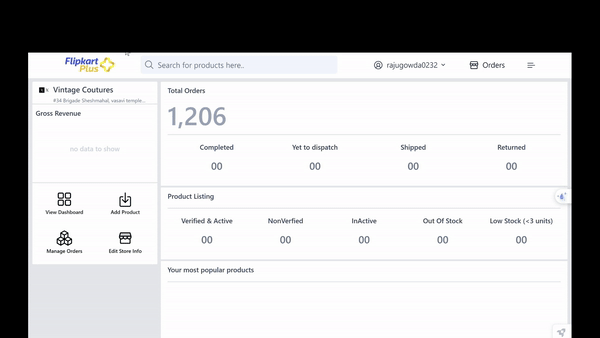 Flipkart
Plus
Search for products here..
rajugowda0232
Orders
Vintage Coutures
#34 Brigade Sheshmahal, vasavi temple...
Gross Revenue
no data to show
View Dashboard
Add Product
Manage Orders
Edit Store Info
Total Orders
1,206
Completed Yet to dispatch Shipped Returned
00 00 00 00
Product Listing
Verified & Active NonVerfied InActive Out Of Stock Low Stock (<3 units)
00 00 00 00 00
Your most popular products